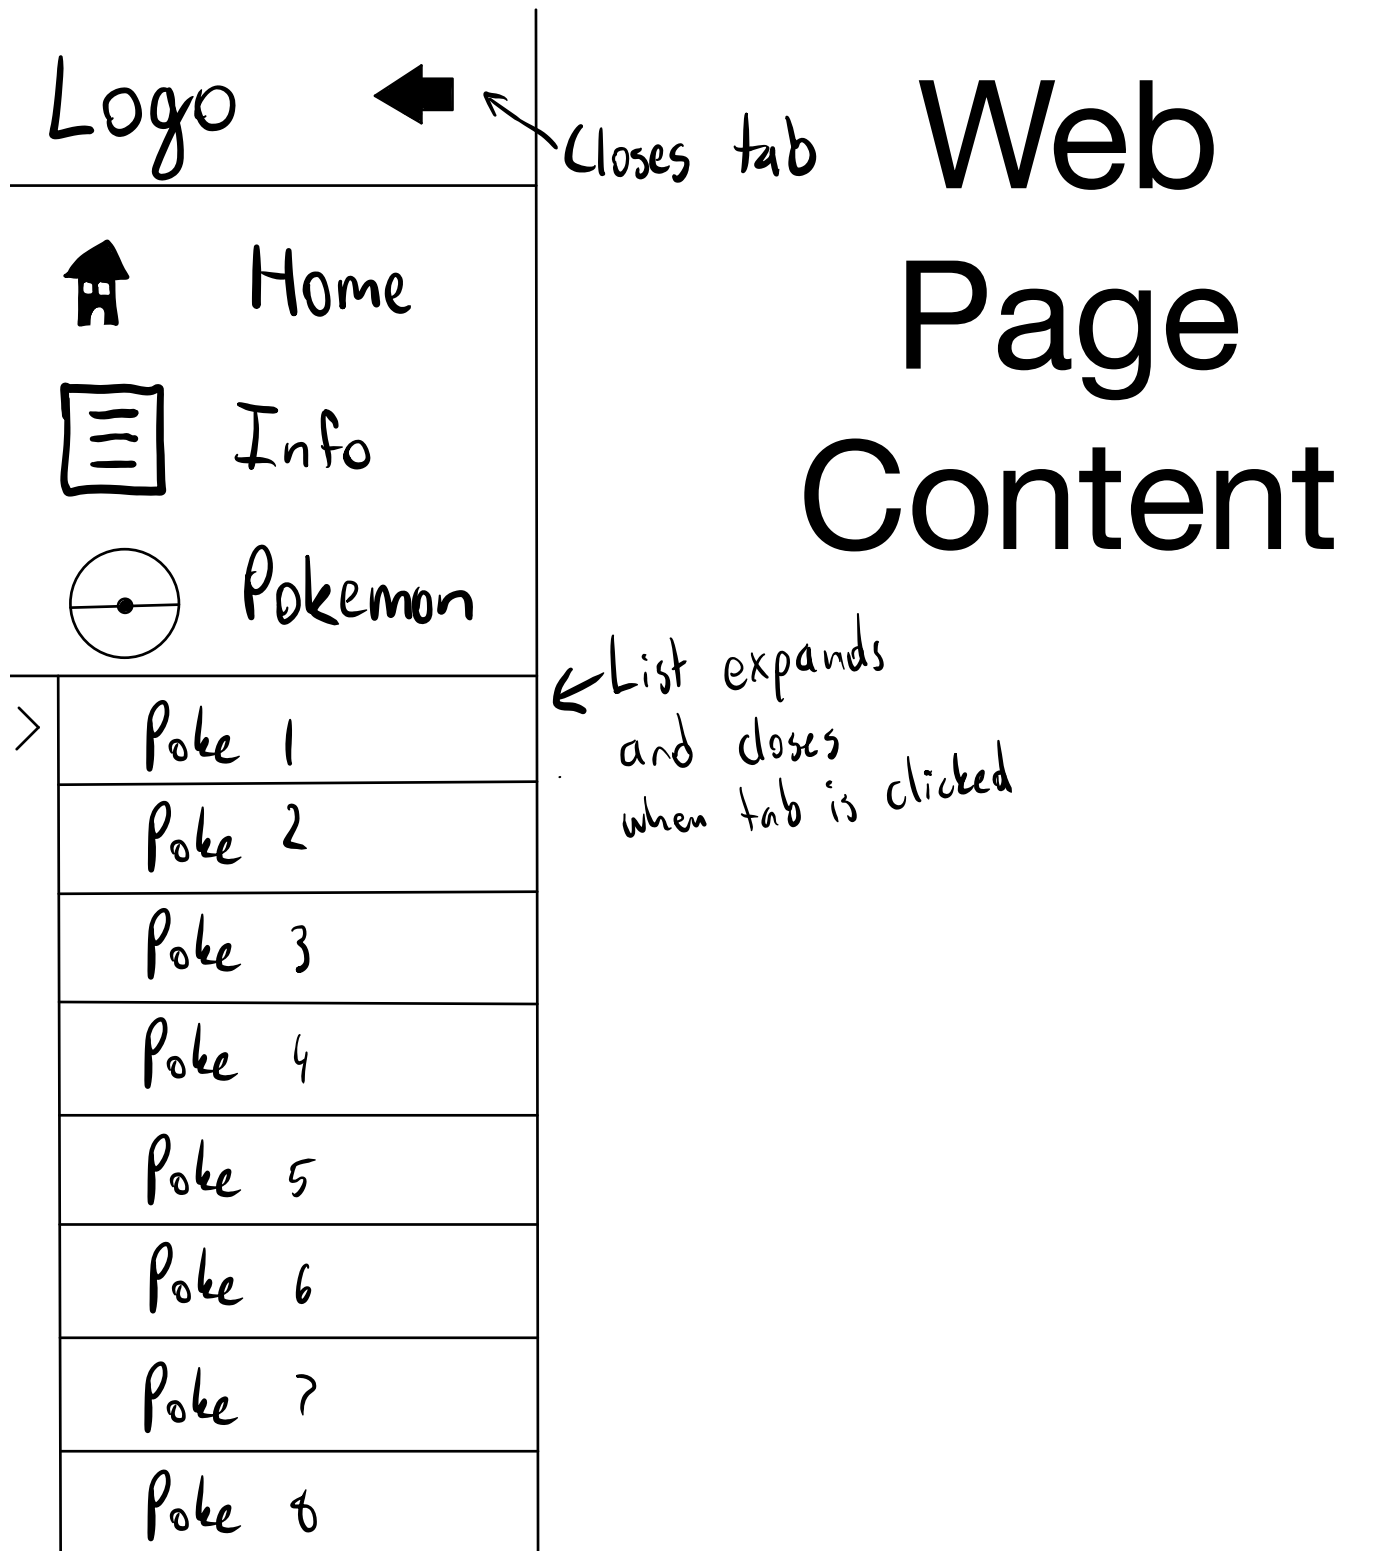 Logo
Closes tab
Web
Page
Content
Home
Info
Pokemon
List expands
and closes
when tab is clicked
Poke 1
Poke 2
Poke 3
Poke 4
Poke 5
Poke 6
Poke 7
Poke 8